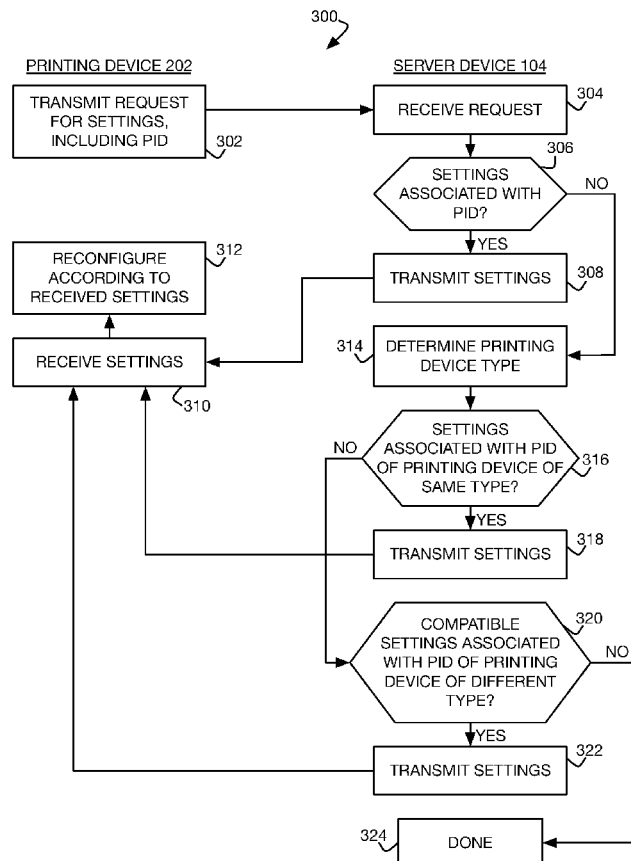 300
PRINTING DEVICE 202
SERVER DEVICE 104
TRANSMIT REQUEST
FOR SETTINGS,
INCLUDING PID
302
RECEIVE REQUEST
304
306
SETTINGS
ASSOCIATED WITH
PID?
NO
YES
RECONFIGURE
ACCORDING TO
RECEIVED SETTINGS
312
TRANSMIT SETTINGS
308
RECEIVE SETTINGS
310
314
DETERMINE PRINTING
DEVICE TYPE
NO
SETTINGS
ASSOCIATED WITH PID
OF PRINTING DEVICE OF
SAME TYPE?
316
YES
TRANSMIT SETTINGS
318
320
COMPATIBLE
SETTINGS ASSOCIATED
WITH PID OF PRINTING
DEVICE OF DIFFERENT
TYPE?
NO
YES
TRANSMIT SETTINGS
322
324
DONE